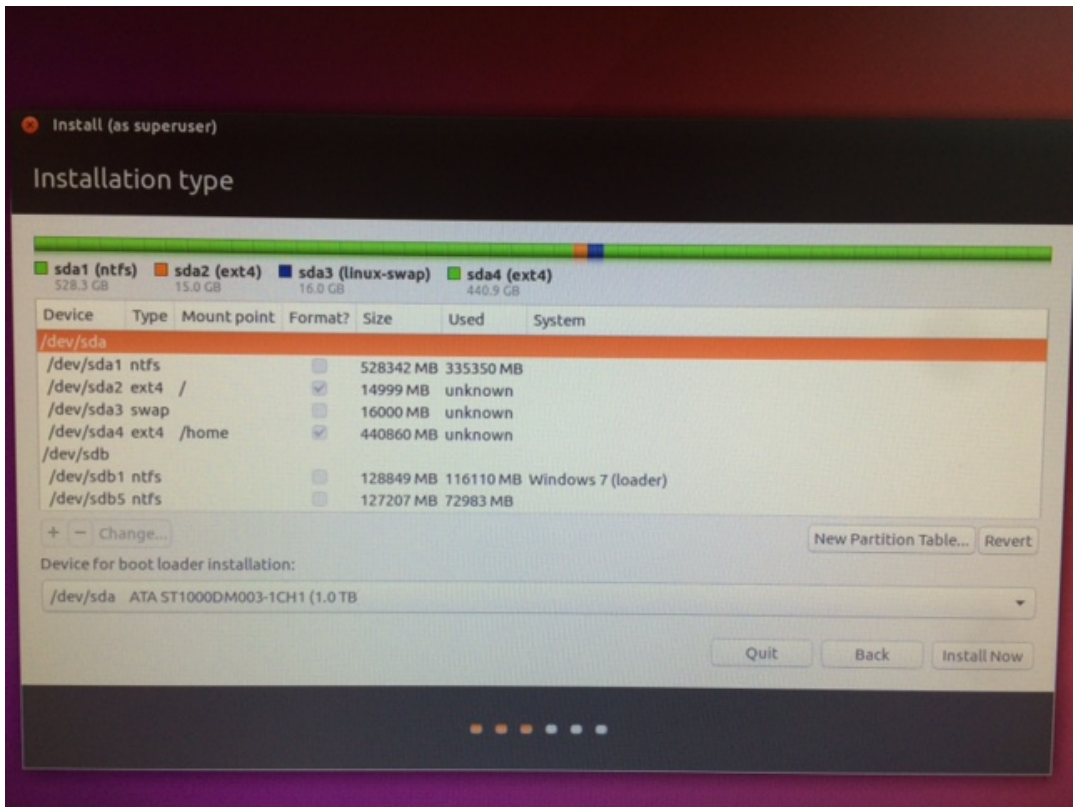 Install (as superuser)
Installation type
sda1 (ntfs) sda2 (ext4) sda3 (linux-swap) sda4 (ext4)
528.3 GB 15.0 GB 16.0 GB 440.9 GB
Device Type Mount point Format? Size Used System
/dev/sda
/dev/sda1 ntfs 528342 MB 335350 MB
/dev/sda2 ext4 / 14999 MB unknown
/dev/sda3 swap 16000 MB unknown
/dev/sda4 ext4 /home 440860 MB unknown
/dev/sdb
/dev/sdb1 ntfs 128849 MB 116110 MB Windows 7 (loader)
/dev/sdb5 ntfs 127207 MB 72983 MB
+ - Change... New Partition Table... Revert
Device for boot loader installation:
/dev/sda ATA ST1000DM003-1CH1 (1.0 TB
Quit Back Install Now